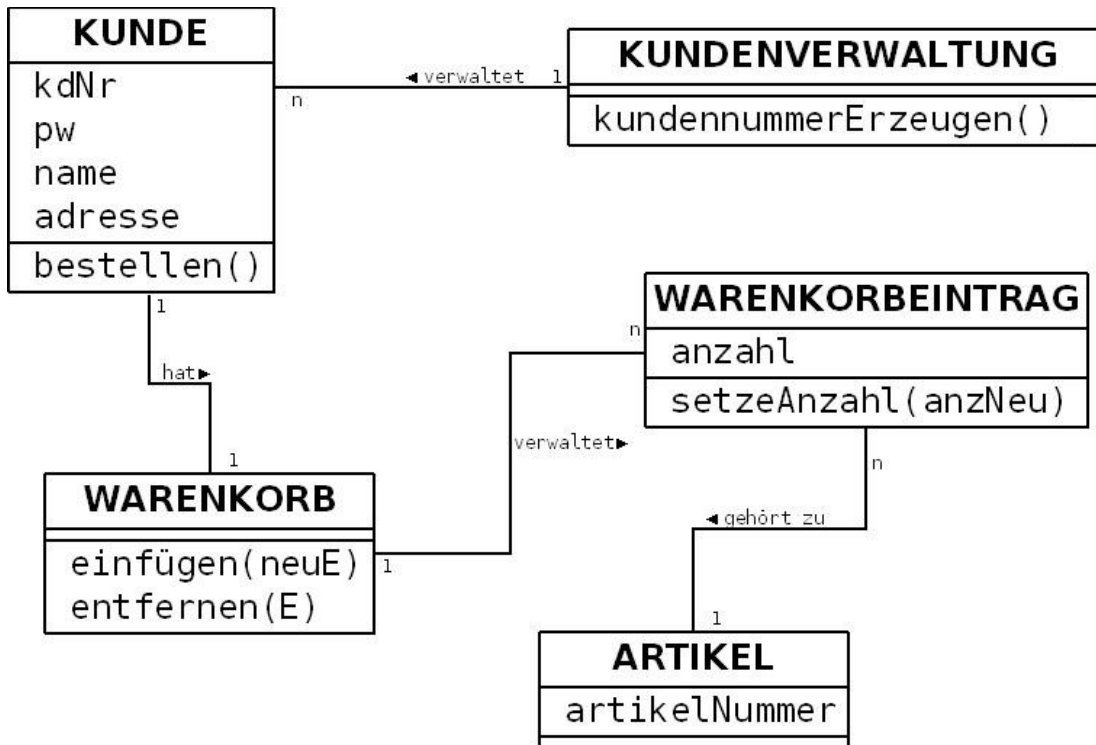 KUNDE
kdNr
pw
name
adresse
bestellen()
KUNDENVERWALTUNG
kundennummerErzeugen()
◄ verwaltet 1
n
1
hat►
1
WARENKORB
einfügen(neuE)
entfernen(E)
1
verwaltet►
n
WARENKORBEINTRAG
anzahl
setzeAnzahl(anzNeu)
n
◄ gehört zu
1
ARTIKEL
artikelNummer